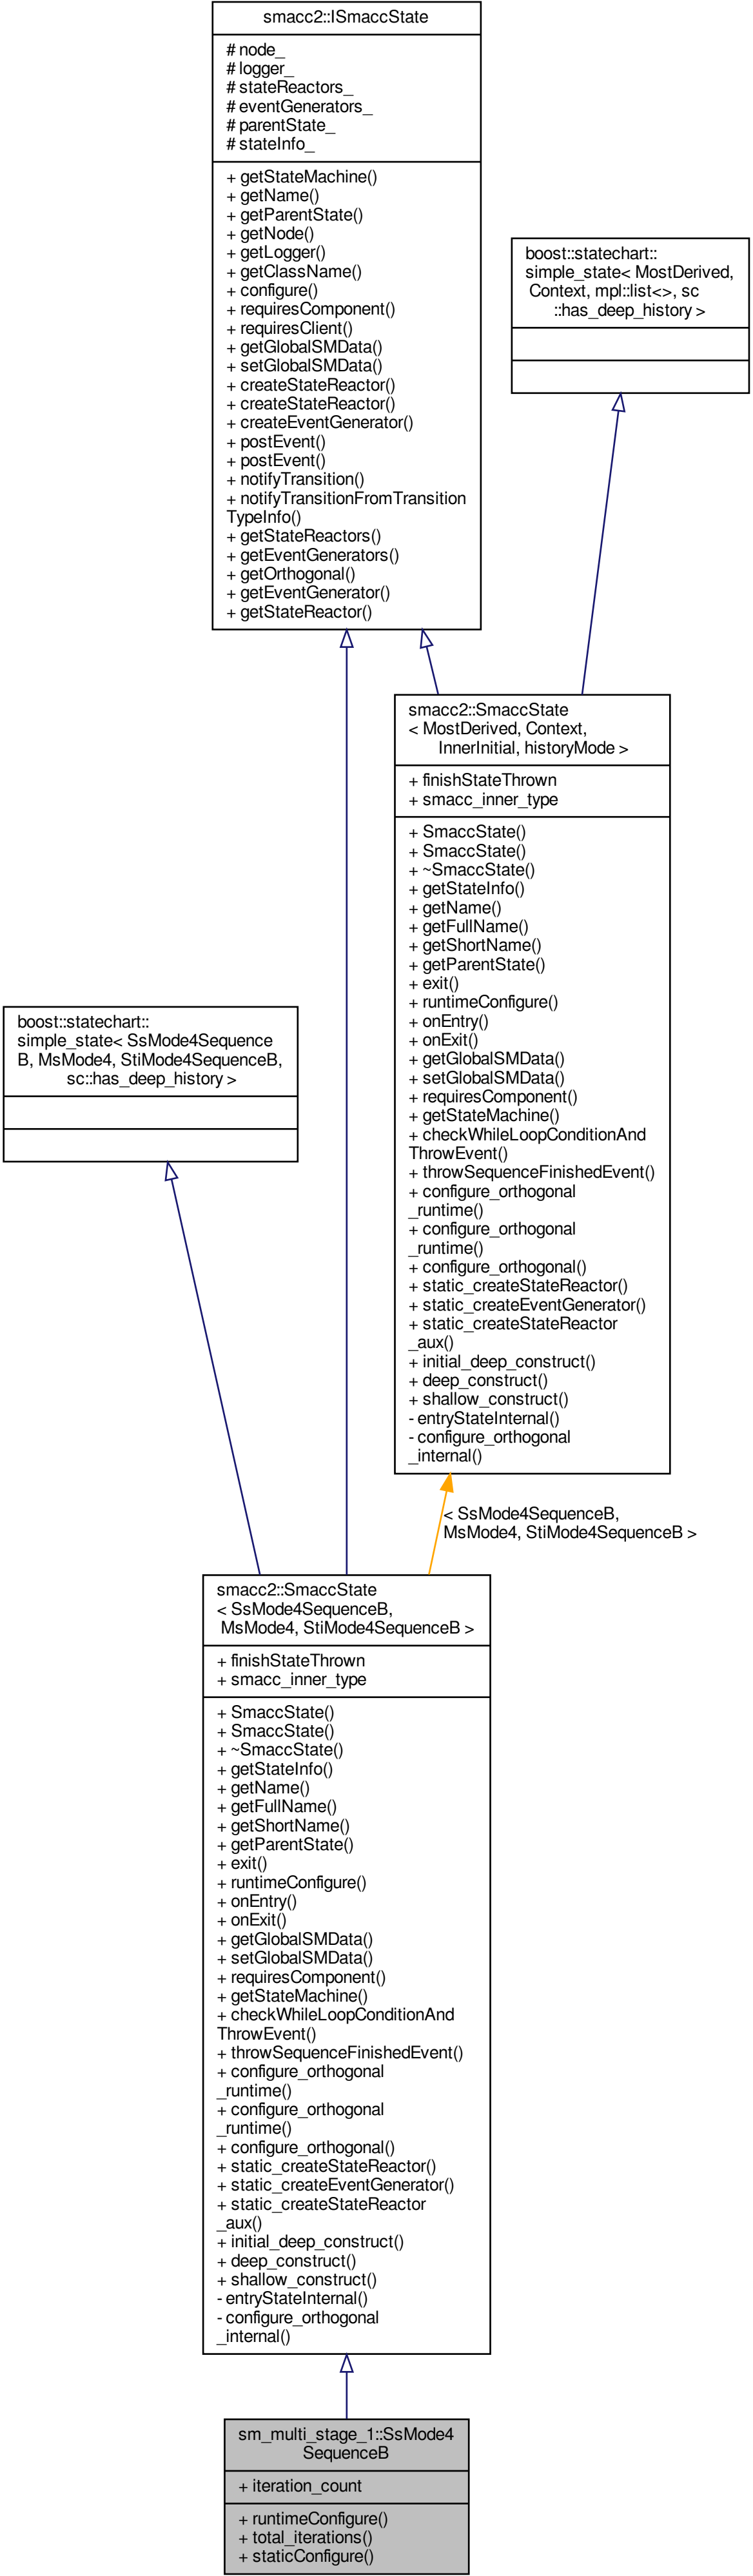 smacc2::ISmaccState
# node_
# logger_
# stateReactors_
# eventGenerators_
# parentState_
# stateInfo_
+ getStateMachine()
+ getName()
+ getParentState()
+ getNode()
+ getLogger()
+ getClassName()
+ configure()
+ requiresComponent()
+ requiresClient()
+ getGlobalSMData()
+ setGlobalSMData()
+ createStateReactor()
+ createStateReactor()
+ createEventGenerator()
+ postEvent()
+ postEvent()
+ notifyTransition()
+ notifyTransitionFromTransition
TypeInfo()
+ getStateReactors()
+ getEventGenerators()
+ getOrthogonal()
+ getEventGenerator()
+ getStateReactor()
boost::statechart::
simple_state< MostDerived,
Context, mpl::list<>, sc
::has_deep_history >
smacc2::SmaccState
< MostDerived, Context,
InnerInitial, historyMode >
+ finishStateThrown
+ smacc_inner_type
+ SmaccState()
+ SmaccState()
+ ~SmaccState()
+ getStateInfo()
+ getName()
+ getFullName()
+ getShortName()
+ getParentState()
+ exit()
+ runtimeConfigure()
+ onEntry()
+ onExit()
+ getGlobalSMData()
+ setGlobalSMData()
+ requiresComponent()
+ getStateMachine()
+ checkWhileLoopConditionAnd
ThrowEvent()
+ throwSequenceFinishedEvent()
+ configure_orthogonal
_runtime()
+ configure_orthogonal
_runtime()
+ configure_orthogonal()
+ static_createStateReactor()
+ static_createEventGenerator()
+ static_createStateReactor
_aux()
+ initial_deep_construct()
+ deep_construct()
+ shallow_construct()
- entryStateInternal()
- configure_orthogonal
_internal()
boost::statechart::
simple_state< SsMode4Sequence
B, MsMode4, StiMode4SequenceB,
sc::has_deep_history >
< SsMode4SequenceB,
MsMode4, StiMode4SequenceB >
smacc2::SmaccState
< SsMode4SequenceB,
MsMode4, StiMode4SequenceB >
+ finishStateThrown
+ smacc_inner_type
+ SmaccState()
+ SmaccState()
+ ~SmaccState()
+ getStateInfo()
+ getName()
+ getFullName()
+ getShortName()
+ getParentState()
+ exit()
+ runtimeConfigure()
+ onEntry()
+ onExit()
+ getGlobalSMData()
+ setGlobalSMData()
+ requiresComponent()
+ getStateMachine()
+ checkWhileLoopConditionAnd
ThrowEvent()
+ throwSequenceFinishedEvent()
+ configure_orthogonal
_runtime()
+ configure_orthogonal
_runtime()
+ configure_orthogonal()
+ static_createStateReactor()
+ static_createEventGenerator()
+ static_createStateReactor
_aux()
+ initial_deep_construct()
+ deep_construct()
+ shallow_construct()
- entryStateInternal()
- configure_orthogonal
_internal()
sm_multi_stage_1::SsMode4
SequenceB
+ iteration_count
+ runtimeConfigure()
+ total_iterations()
+ staticConfigure()